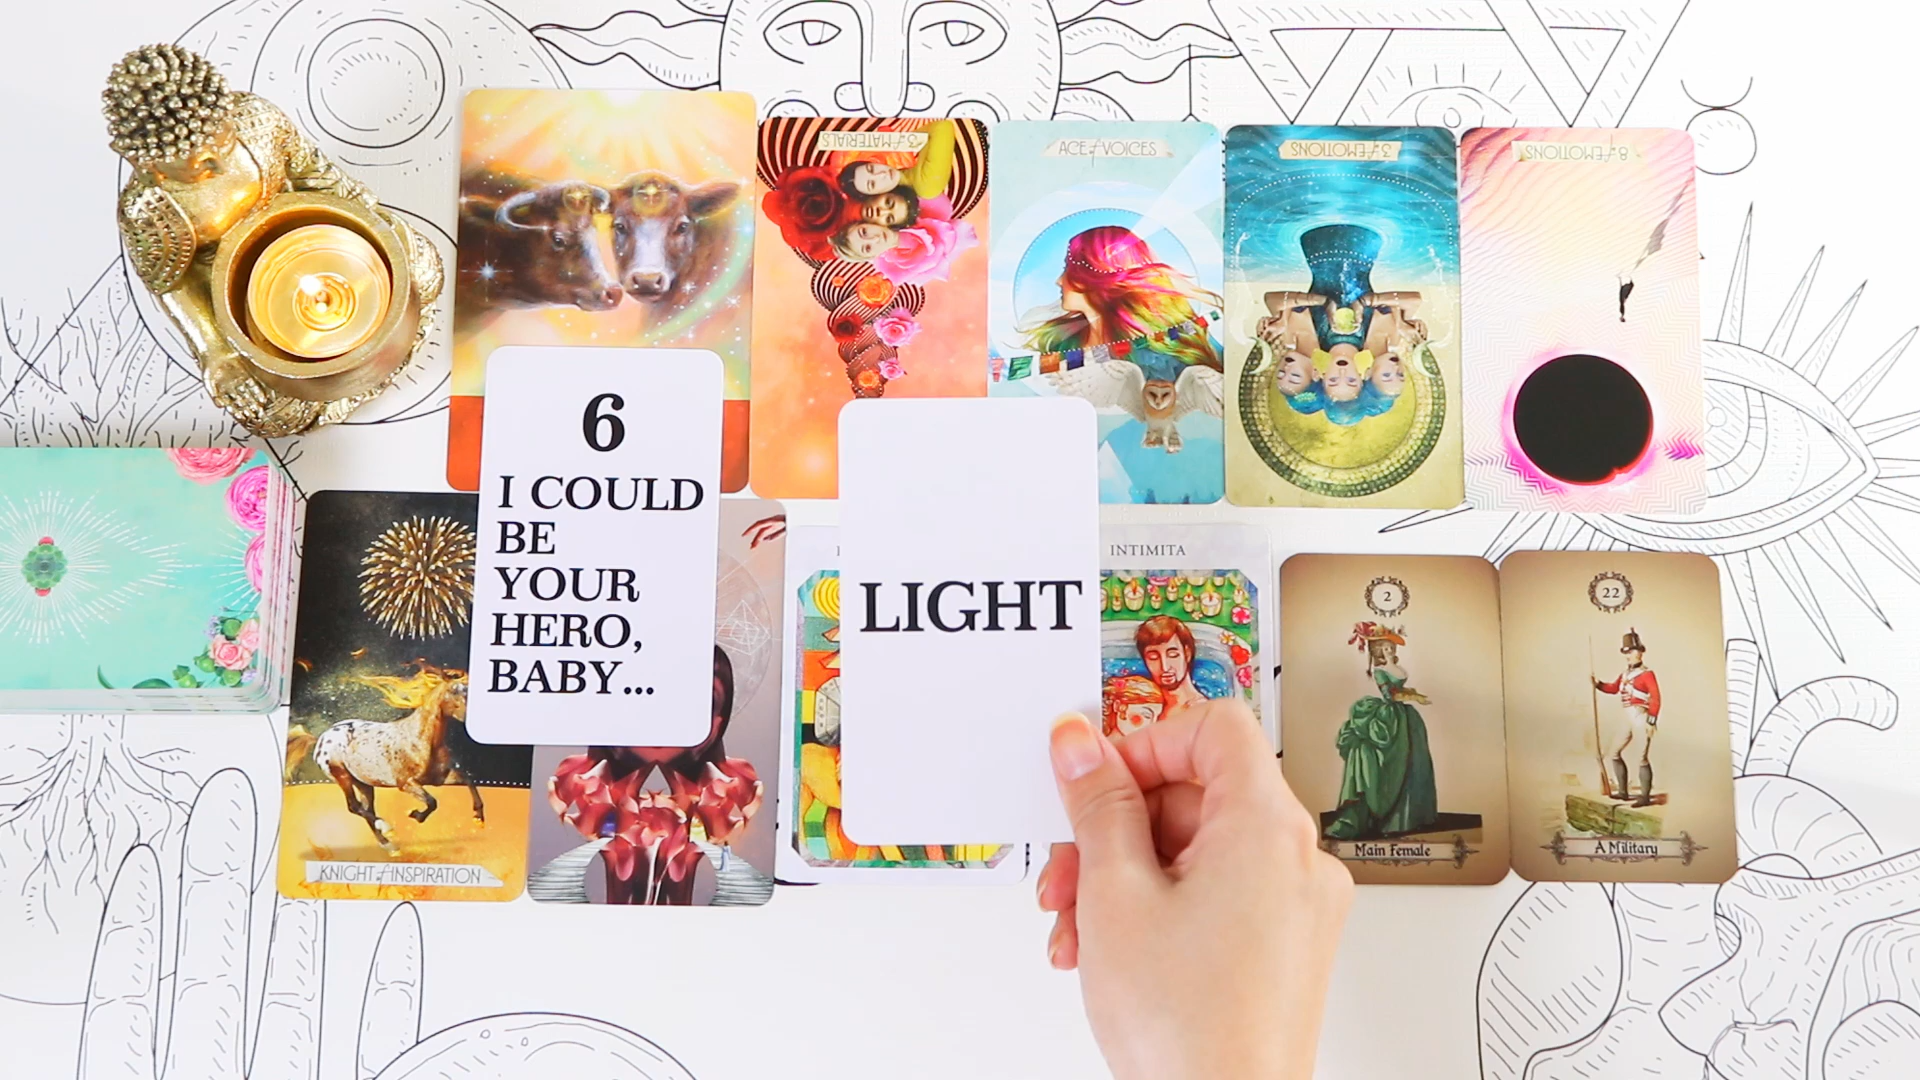 3 of MATERIALS
ACE of VOICES
3 of EMOTIONS
8 of EMOTIONS
6
I COULD
BE
YOUR
HERO,
BABY...
LIGHT
INTIMITA
2
22
KNIGHT of INSPIRATION
Main Female
A Military